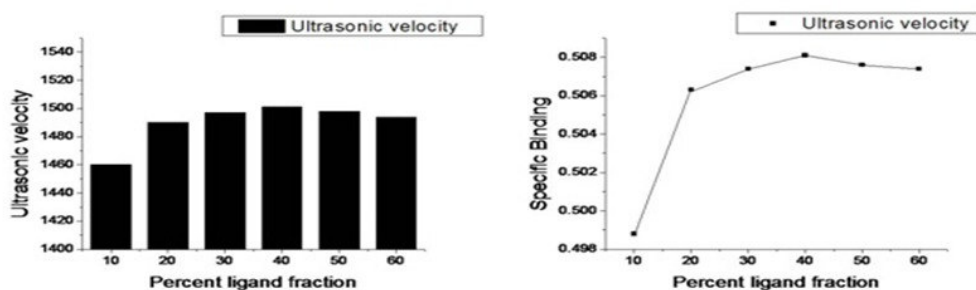 Ultrasonic velocity
1540
1520
1500
1480
1460
1440
1420
1400
Ultrasonic velocity
10 20 30 40 50 60
Percent ligand fraction
Ultrasonic velocity
0.508
0.506
0.504
0.502
0.500
0.498
Specific Binding
10 20 30 40 50 60
Percent ligand fraction